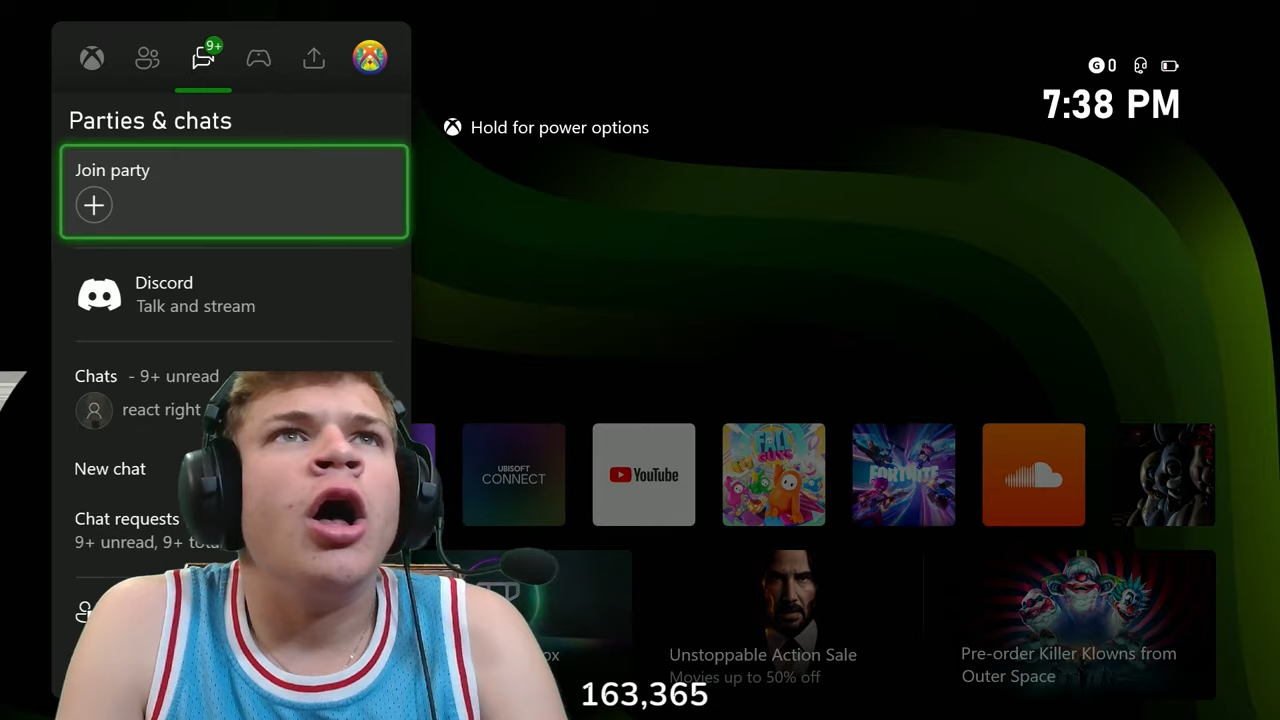 9+
G 0
7:38 PM
Parties & chats
Hold for power options
Join party
Discord
Talk and stream
Chats - 9+ unread
react right
New chat
Chat requests
9+ unread, 9+
UBISOFT
CONNECT
YouTube
FALL
GUYS
FORTNITE
Unstoppable Action Sale
Movies up to 50% off
Pre-order Killer Klowns from
Outer Space
163,365